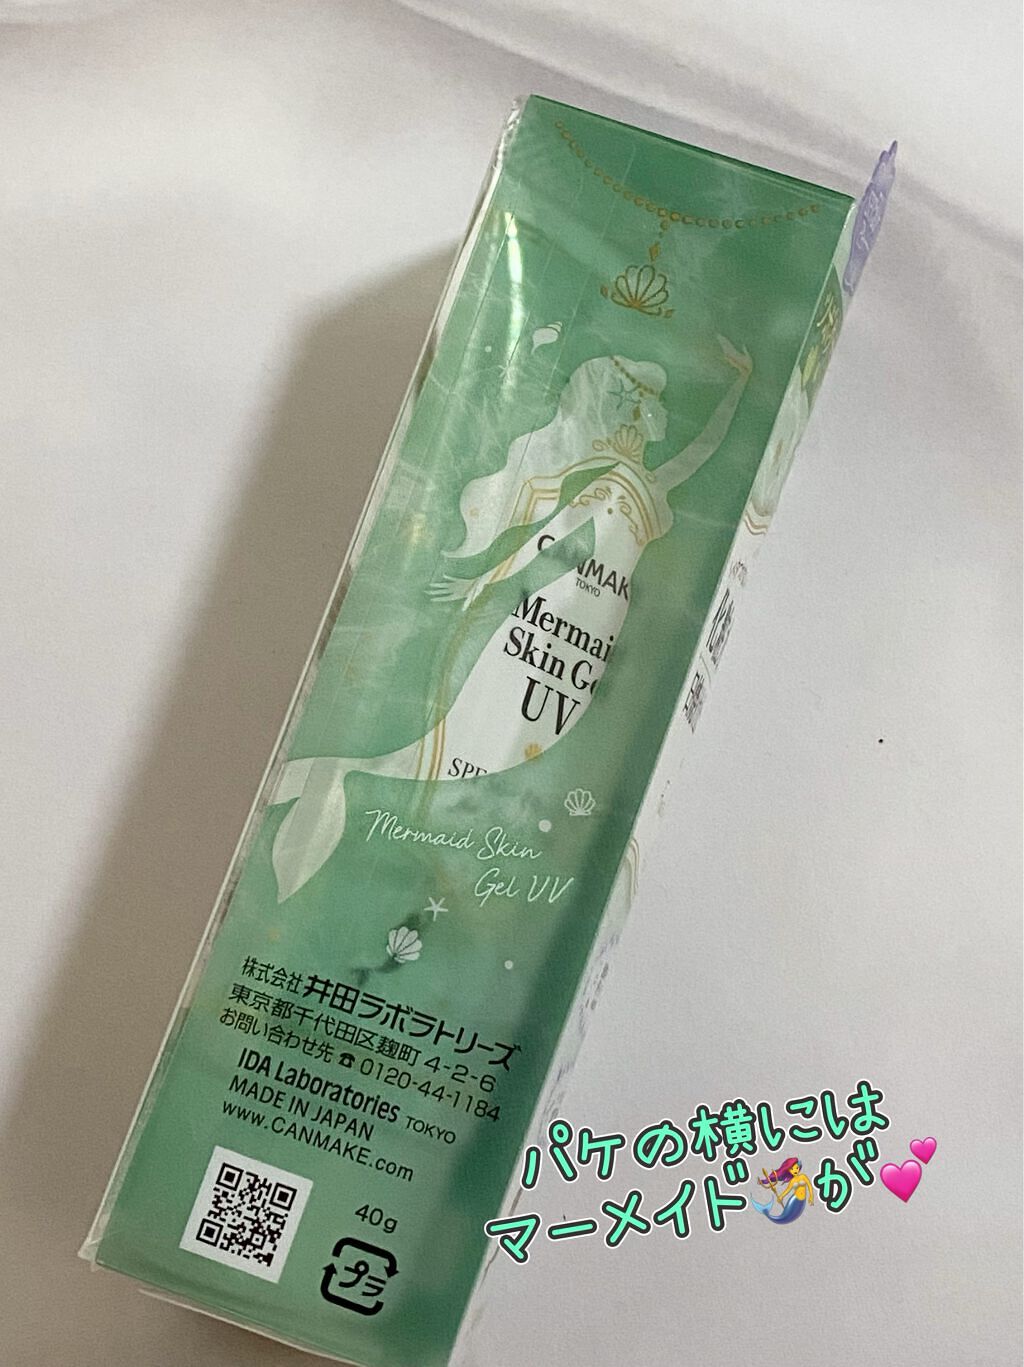 CANMAK
TOKYO
Mermai
Skin Ge
UV
SPF
Mermaid Skin
Gel UV
株式会社 井田ラボラトリーズ
東京都千代田区麹町 4-2-6
お問い合わせ先 ☎ 0120-44-1184
IDA Laboratories TOKYO
MADE IN JAPAN
www.CANMAKE.com
40g
プラ
パケの横には
マーメイド🧜‍♀️が💕